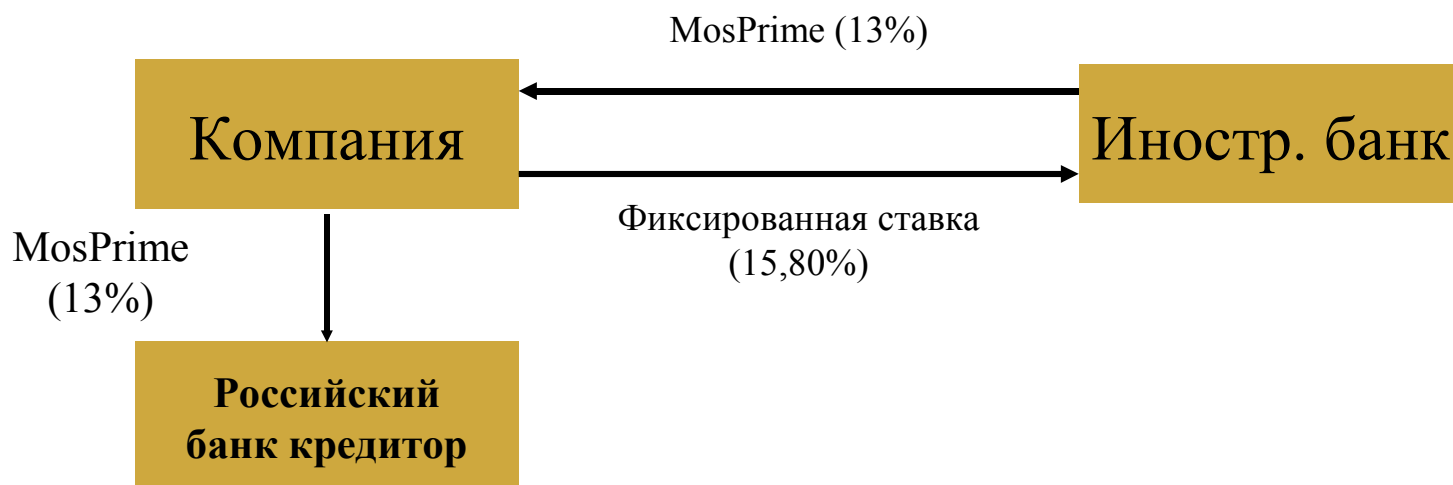 MosPrime (13%)
Компания
Иностр. банк
Фиксированная ставка
(15,80%)
MosPrime
(13%)
Российский
банк кредитор